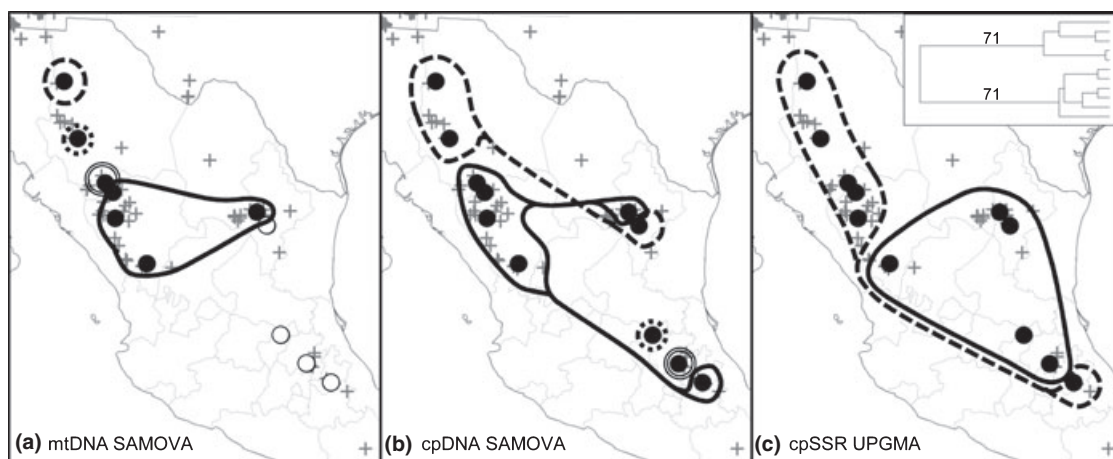 71
71
(a) mtDNA SAMOVA
(b) cpDNA SAMOVA
(c) cpSSR UPGMA